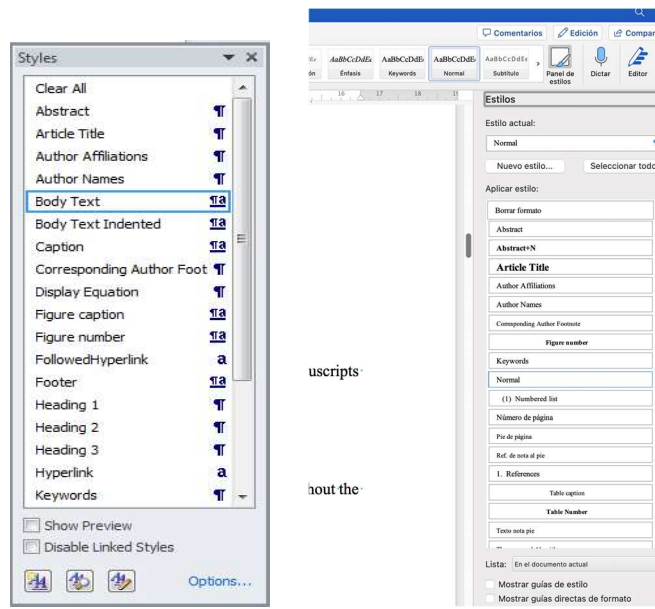 Styles
Clear All
Abstract ¶
Article Title ¶
Author Affiliations ¶
Author Names ¶
Body Text ¶a
Body Text Indented ¶a
Caption ¶a
Corresponding Author Foot ¶
Display Equation ¶
Figure caption ¶a
Figure number ¶a
FollowedHyperlink a
Footer ¶a
Heading 1 ¶
Heading 2 ¶
Heading 3 ¶
Hyperlink a
Keywords ¶
Show Preview
Disable Linked Styles
Options...
Comentarios Edición Compar
AaBbCcDdEe AaBbCcDdE AaBbCcDdE AaBbCcDdEe
ón Énfasis Keywords Normal Subtítulo Panel de estilos Dictar Editor
16 17 18 19
uscripts
hout the
Estilos
Estilo actual:
Normal
Nuevo estilo... Seleccionar todo
Aplicar estilo:
Borrar formato
Abstract
Abstract+N
Article Title
Author Affiliations
Author Names
Corresponding Author Footnote
Figure number
Keywords
Normal
(1) Numbered list
Número de página
Pie de página
Ref. de nota al pie
1. References
Table caption
Table Number
Texto nota pie
Lista: En el documento actual
Mostrar guías de estilo
Mostrar guías directas de formato